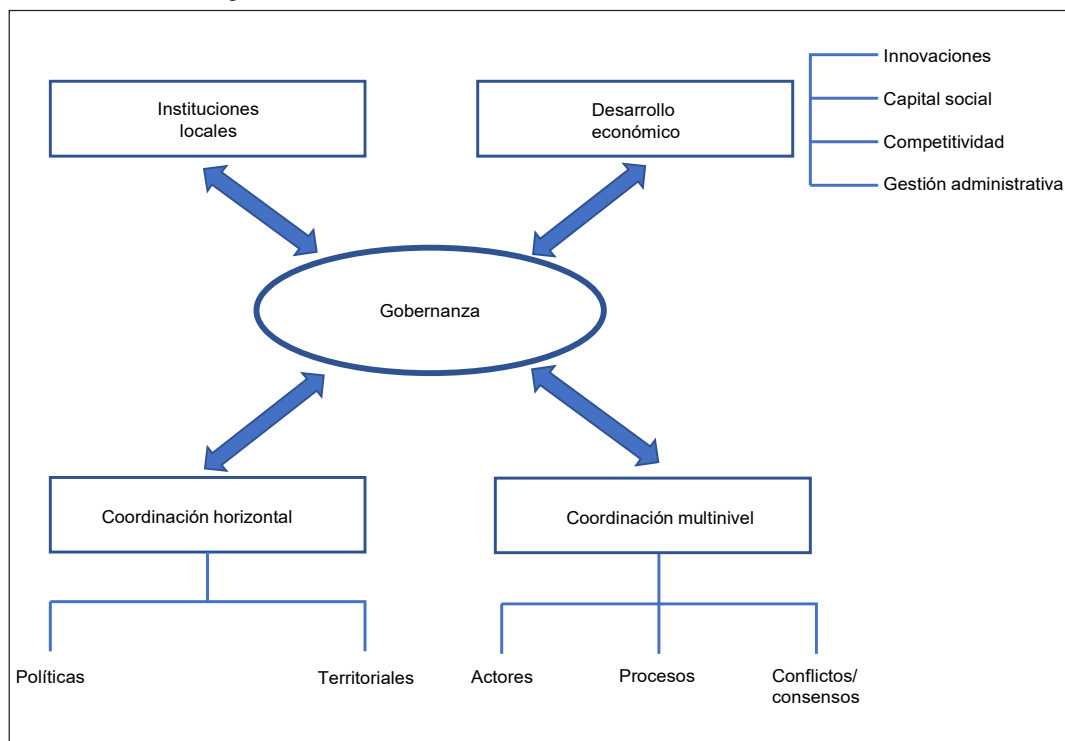 Instituciones
locales
Desarrollo
económico
Innovaciones
Capital social
Competitividad
Gestión administrativa
Gobernanza
Coordinación horizontal
Coordinación multinivel
Políticas
Territoriales
Actores
Procesos
Conflictos/
consensos